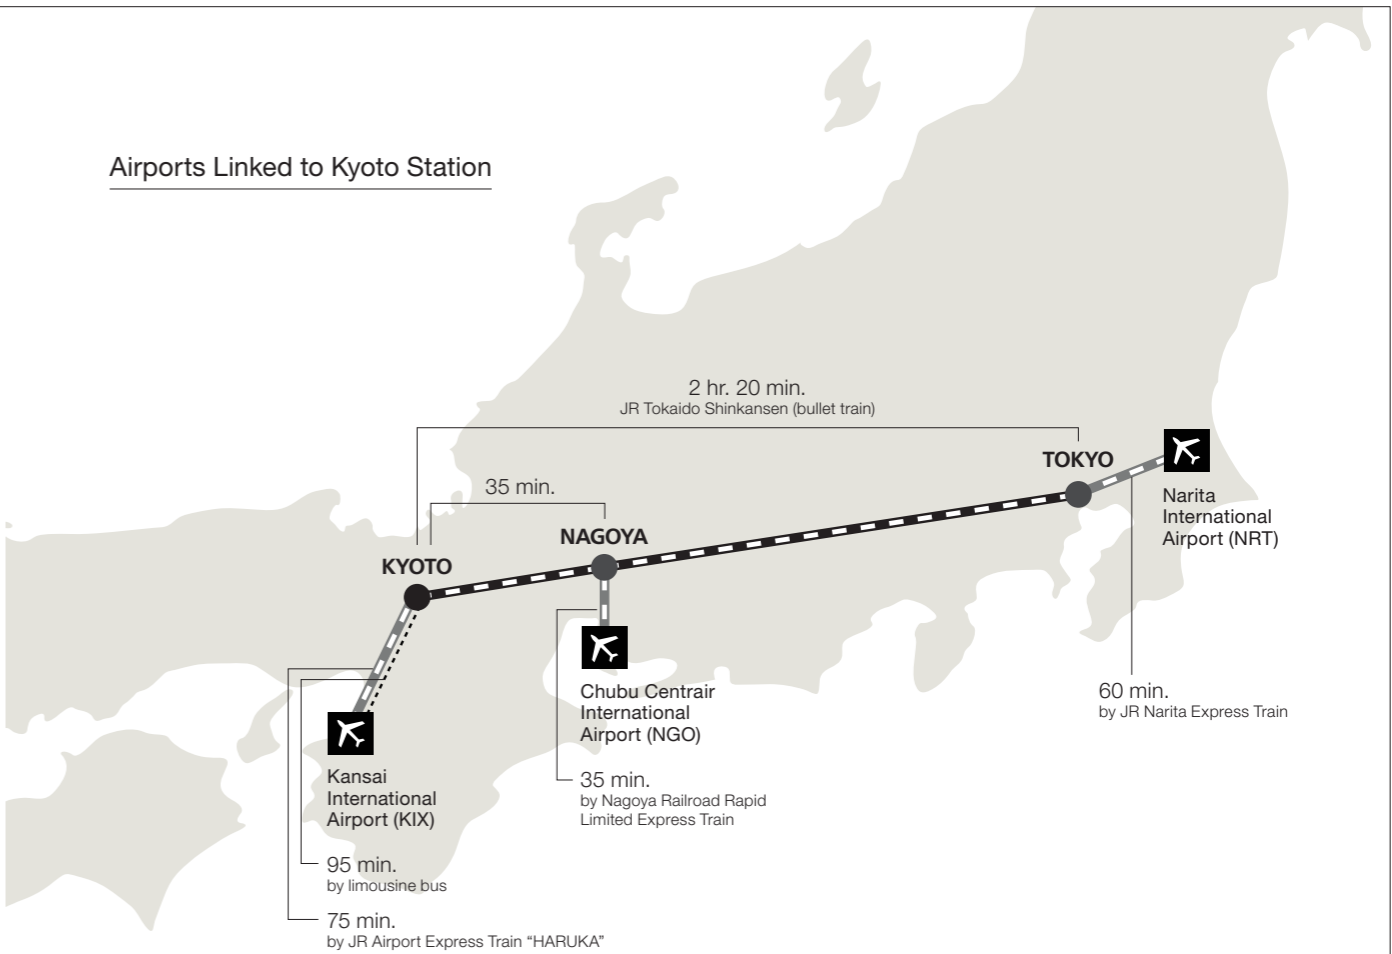 Airports Linked to Kyoto Station
2 hr. 20 min.
JR Tokaido Shinkansen (bullet train)
TOKYO
Narita
International
Airport (NRT)
35 min.
NAGOYA
KYOTO
60 min.
by JR Narita Express Train
Chubu Centrair
International
Airport (NGO)
35 min.
by Nagoya Railroad Rapid
Limited Express Train
Kansai
International
Airport (KIX)
95 min.
by limousine bus
75 min.
by JR Airport Express Train “HARUKA”